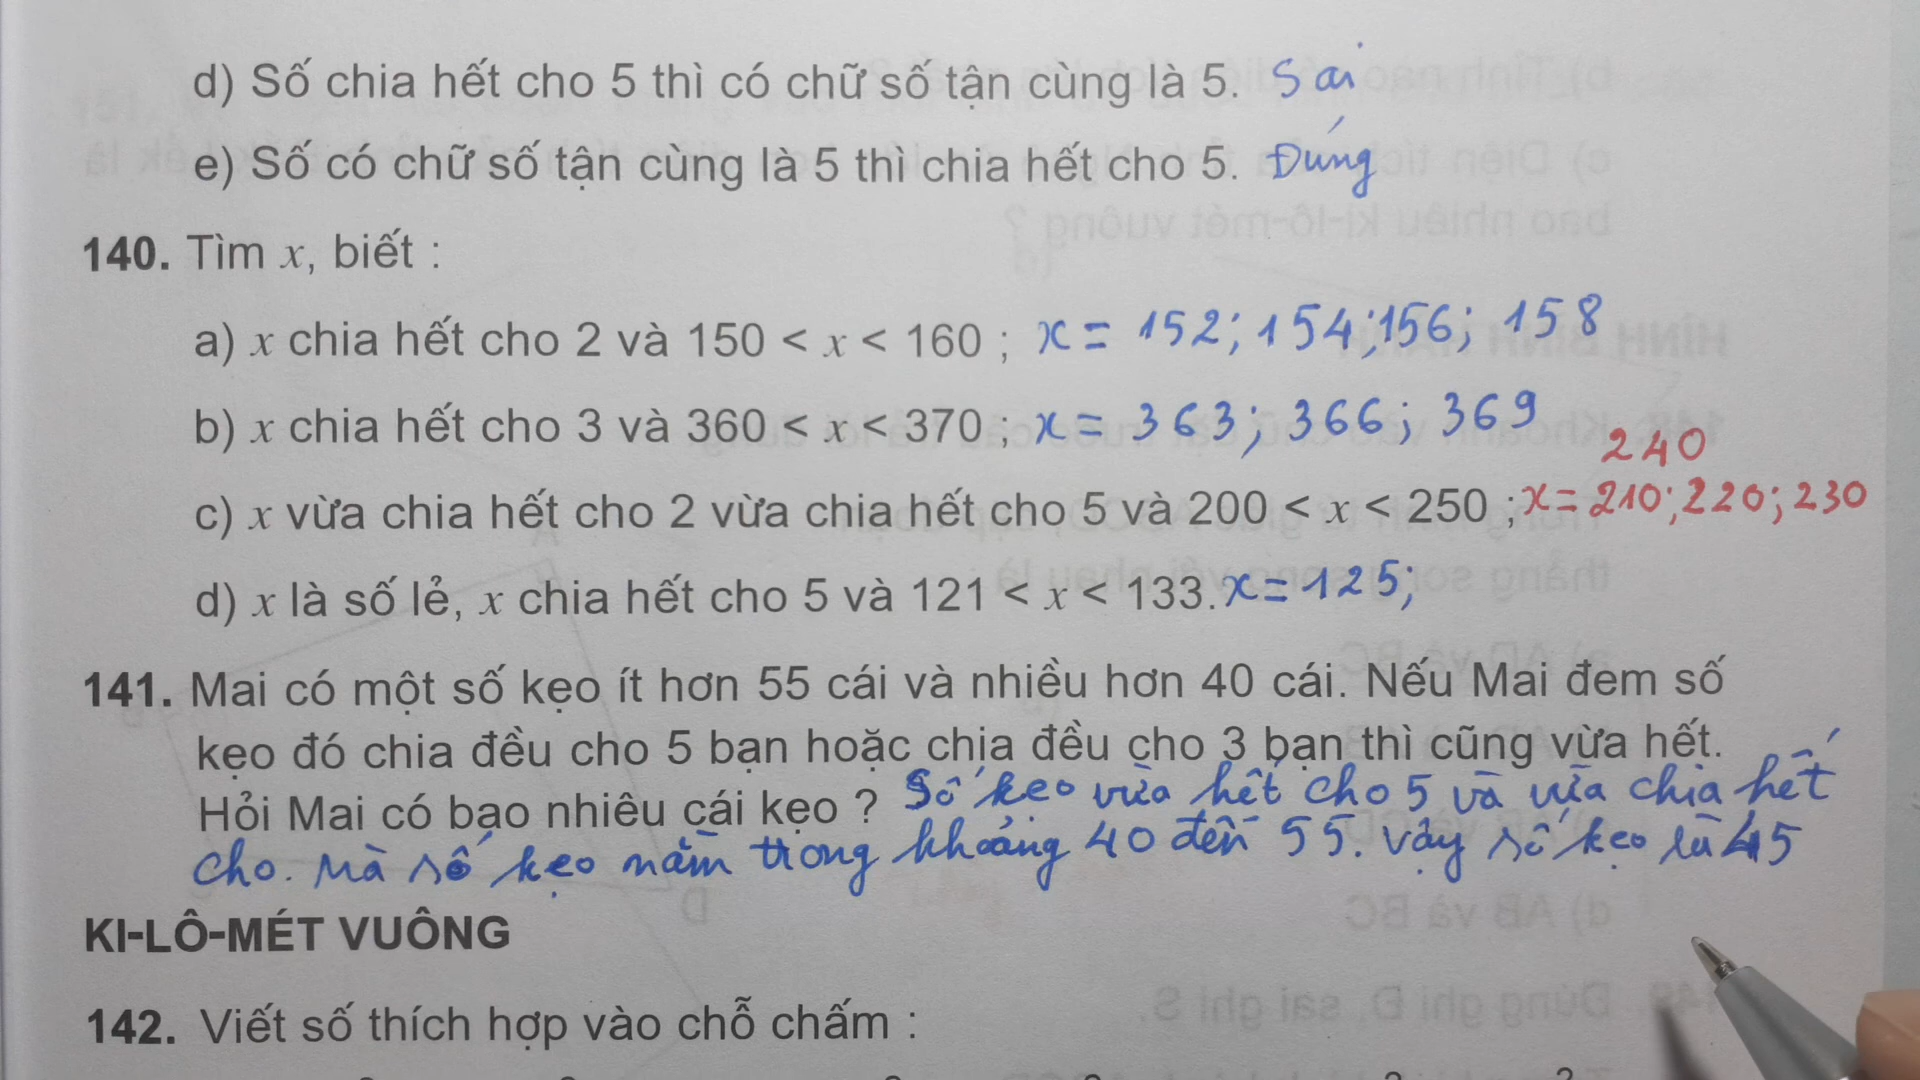 d) Số chia hết cho 5 thì có chữ số tận cùng là 5. Sai
e) Số có chữ số tận cùng là 5 thì chia hết cho 5. Đúng
140. Tìm x, biết :
a) x chia hết cho 2 và 150 < x < 160 ; x = 152; 154; 156; 158
b) x chia hết cho 3 và 360 < x < 370 ; x = 363; 366; 369
240
c) x vừa chia hết cho 2 vừa chia hết cho 5 và 200 < x < 250 ; x = 210; 220; 230
d) x là số lẻ, x chia hết cho 5 và 121 < x < 133. x = 125;
141. Mai có một số kẹo ít hơn 55 cái và nhiều hơn 40 cái. Nếu Mai đem số
kẹo đó chia đều cho 5 bạn hoặc chia đều cho 3 bạn thì cũng vừa hết.
Hỏi Mai có bao nhiêu cái kẹo ? Số kẹo vừa hết cho 5 và vừa chia hết
cho. Mà số kẹo nằm trong khoảng 40 đến 55. Vậy số kẹo là 45
KI-LÔ-MÉT VUÔNG
142. Viết số thích hợp vào chỗ chấm :